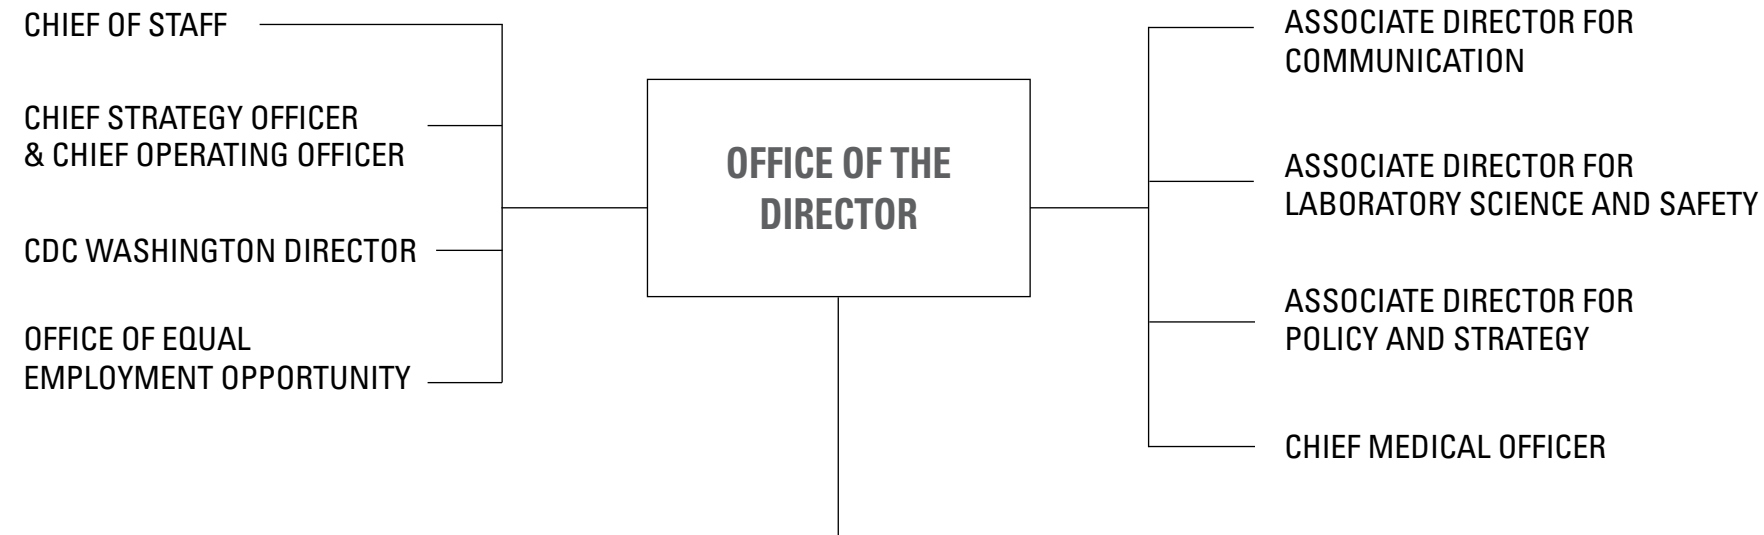 CHIEF OF STAFF
CHIEF STRATEGY OFFICER
& CHIEF OPERATING OFFICER
CDC WASHINGTON DIRECTOR
OFFICE OF EQUAL
EMPLOYMENT OPPORTUNITY
OFFICE OF THE
DIRECTOR
ASSOCIATE DIRECTOR FOR
COMMUNICATION
ASSOCIATE DIRECTOR FOR
LABORATORY SCIENCE AND SAFETY
ASSOCIATE DIRECTOR FOR
POLICY AND STRATEGY
CHIEF MEDICAL OFFICER